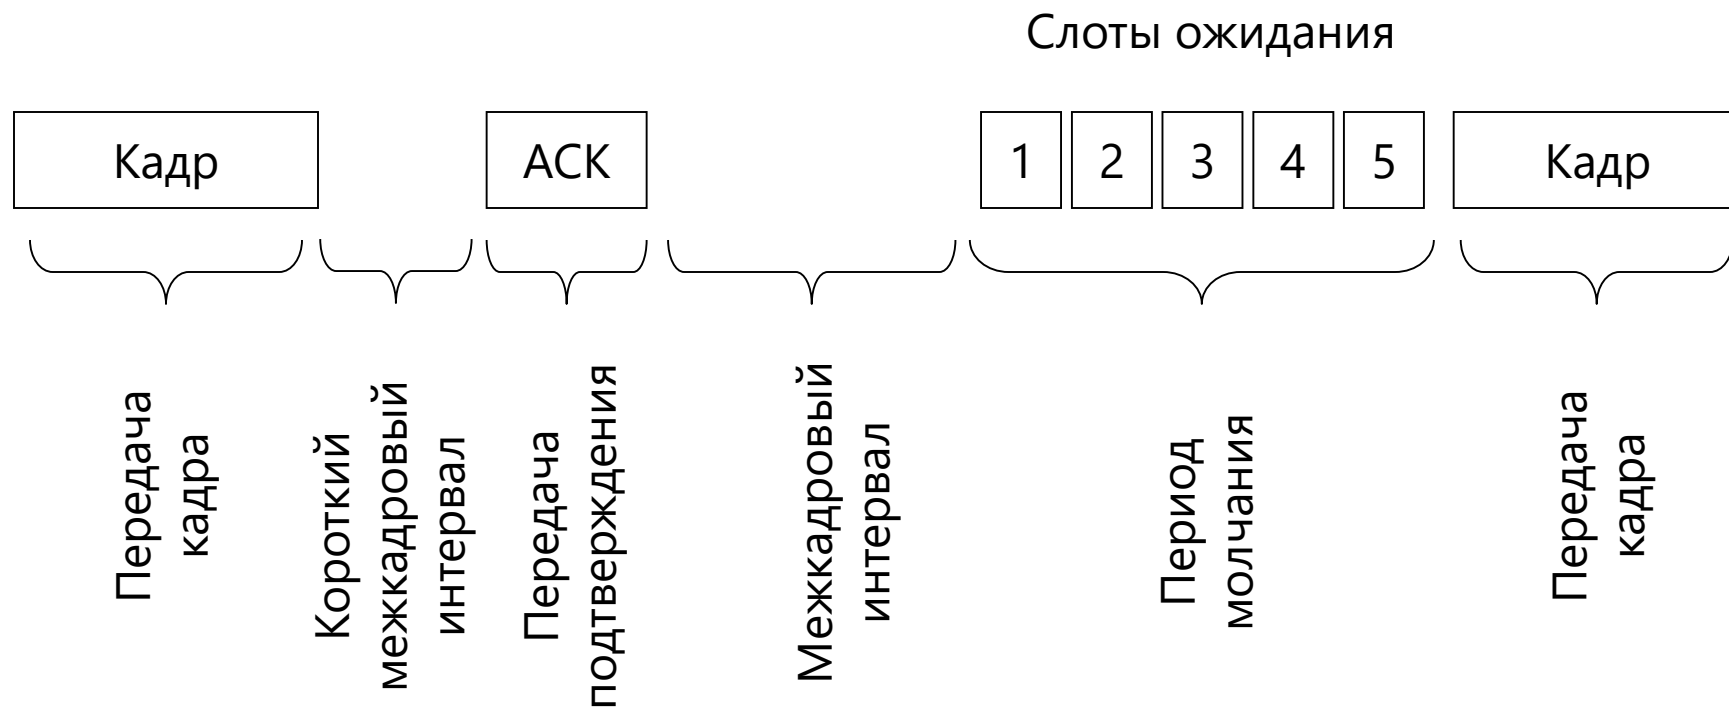 Слоты ожидания
Кадр
ACK
1
2
3
4
5
Кадр
Передача
кадра
Короткий
межкадровый
интервал
Передача
подтверждения
Межкадровый
интервал
Период
молчания
Передача
кадра